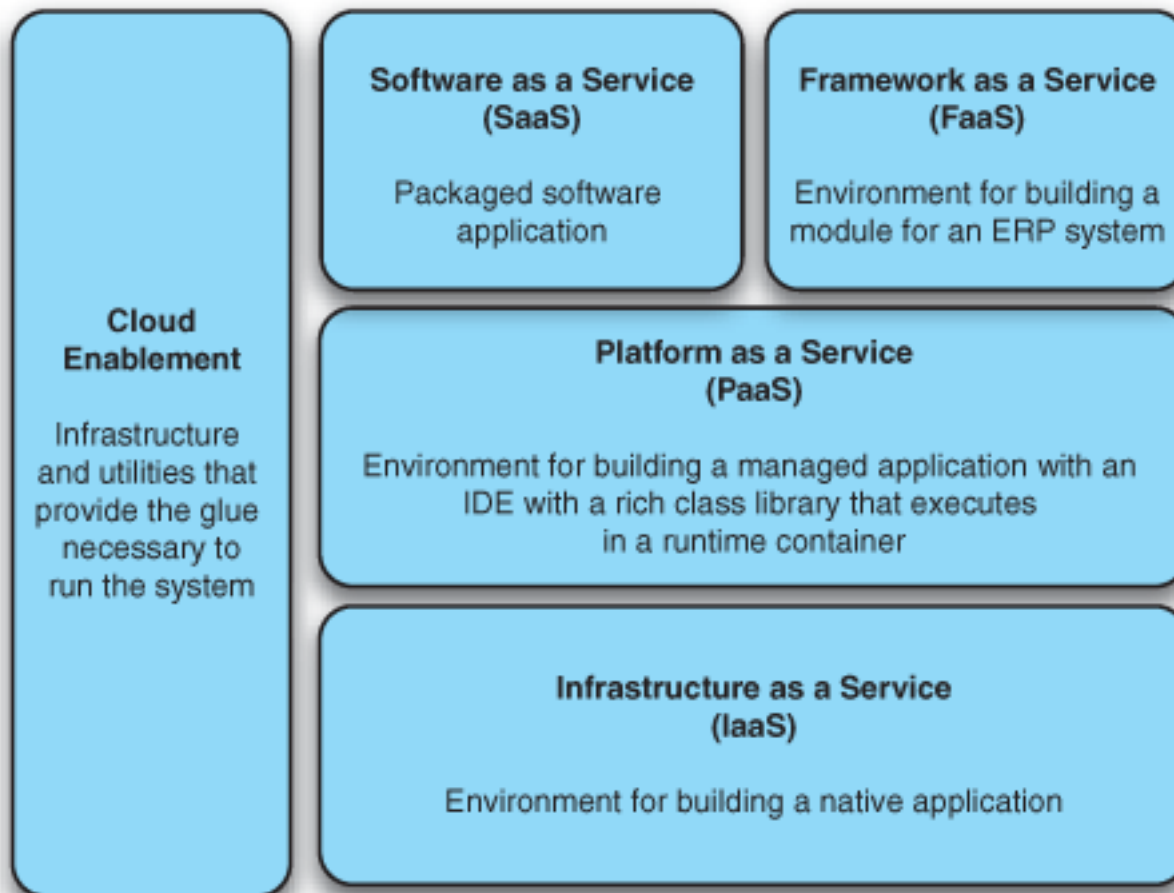 Cloud
Enablement
Infrastructure
and utilities that
provide the glue
necessary to
run the system
Software as a Service
(SaaS)
Packaged software
application
Framework as a Service
(FaaS)
Environment for building a
module for an ERP system
Platform as a Service
(PaaS)
Environment for building a managed application with an
IDE with a rich class library that executes
in a runtime container
Infrastructure as a Service
(IaaS)
Environment for building a native application